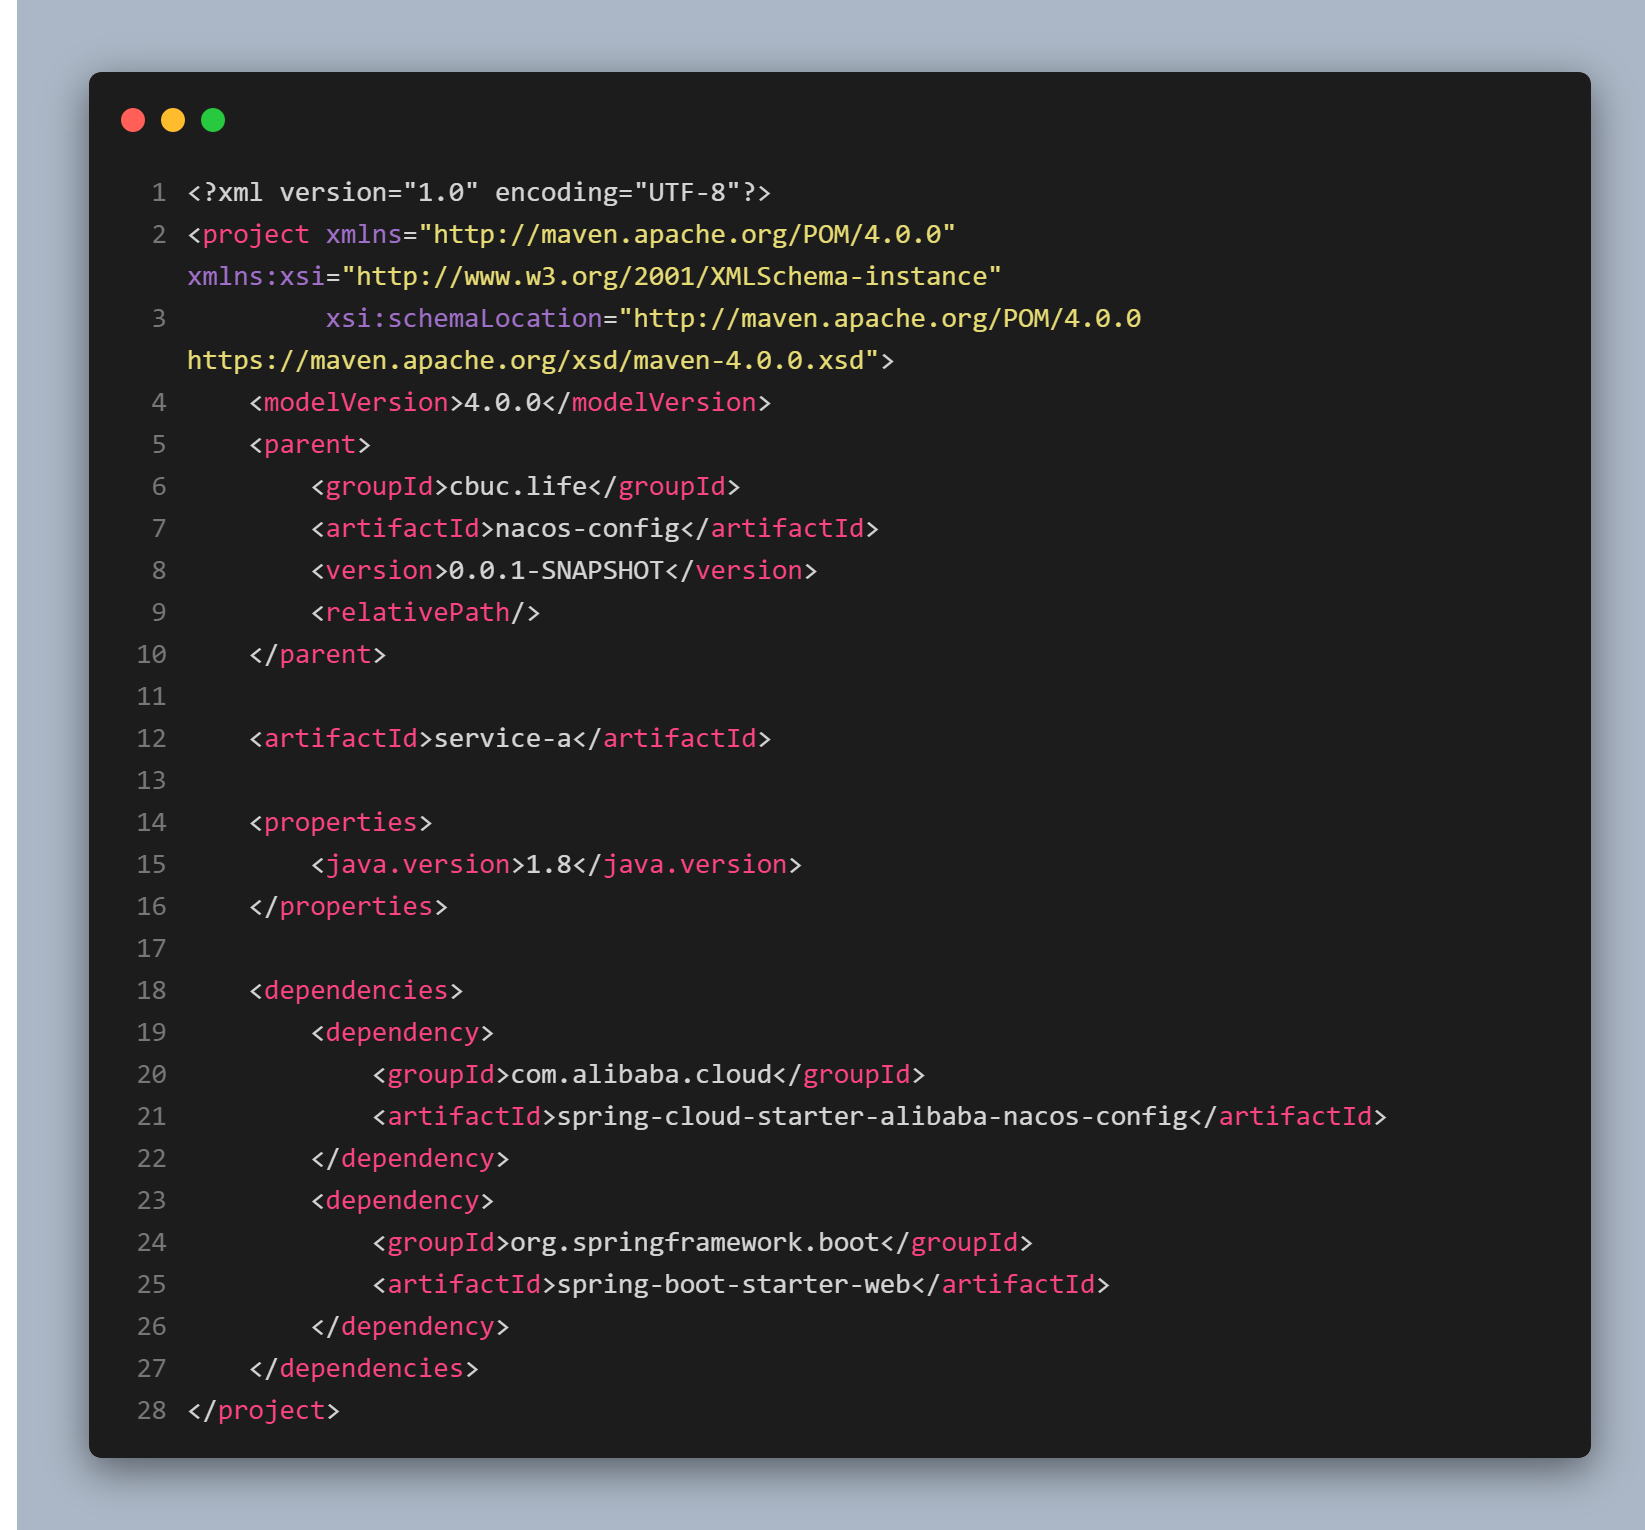 1 <?xml version="1.0" encoding="UTF-8"?>
2 <project xmlns="http://maven.apache.org/POM/4.0.0"
xmlns:xsi="http://www.w3.org/2001/XMLSchema-instance"
3          xsi:schemaLocation="http://maven.apache.org/POM/4.0.0
https://maven.apache.org/xsd/maven-4.0.0.xsd">
4     <modelVersion>4.0.0</modelVersion>
5     <parent>
6         <groupId>cbuc.life</groupId>
7         <artifactId>nacos-config</artifactId>
8         <version>0.0.1-SNAPSHOT</version>
9         <relativePath/>
10     </parent>
11
12     <artifactId>service-a</artifactId>
13
14     <properties>
15         <java.version>1.8</java.version>
16     </properties>
17
18     <dependencies>
19         <dependency>
20             <groupId>com.alibaba.cloud</groupId>
21             <artifactId>spring-cloud-starter-alibaba-nacos-config</artifactId>
22         </dependency>
23         <dependency>
24             <groupId>org.springframework.boot</groupId>
25             <artifactId>spring-boot-starter-web</artifactId>
26         </dependency>
27     </dependencies>
28 </project>